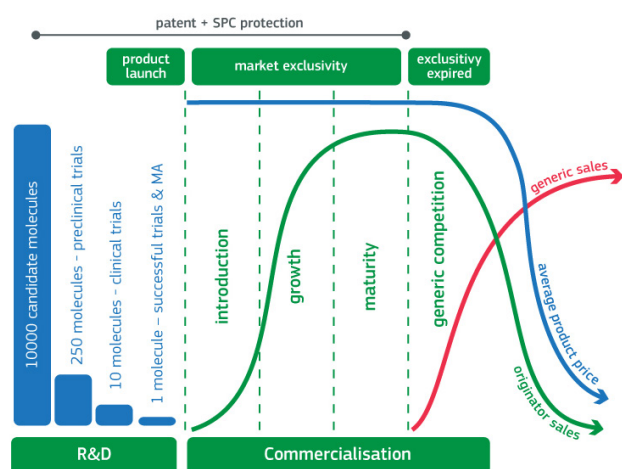 patent + SPC protection
product
launch
market exclusivity
exclusitivy
expired
10000 candidate molecules
250 molecules – preclinical trials
10 molecules - clinical trials
1 molecule – successful trials & MA
introduction
growth
maturity
generic competition
generic sales
average product price
originator sales
R&D
Commercialisation